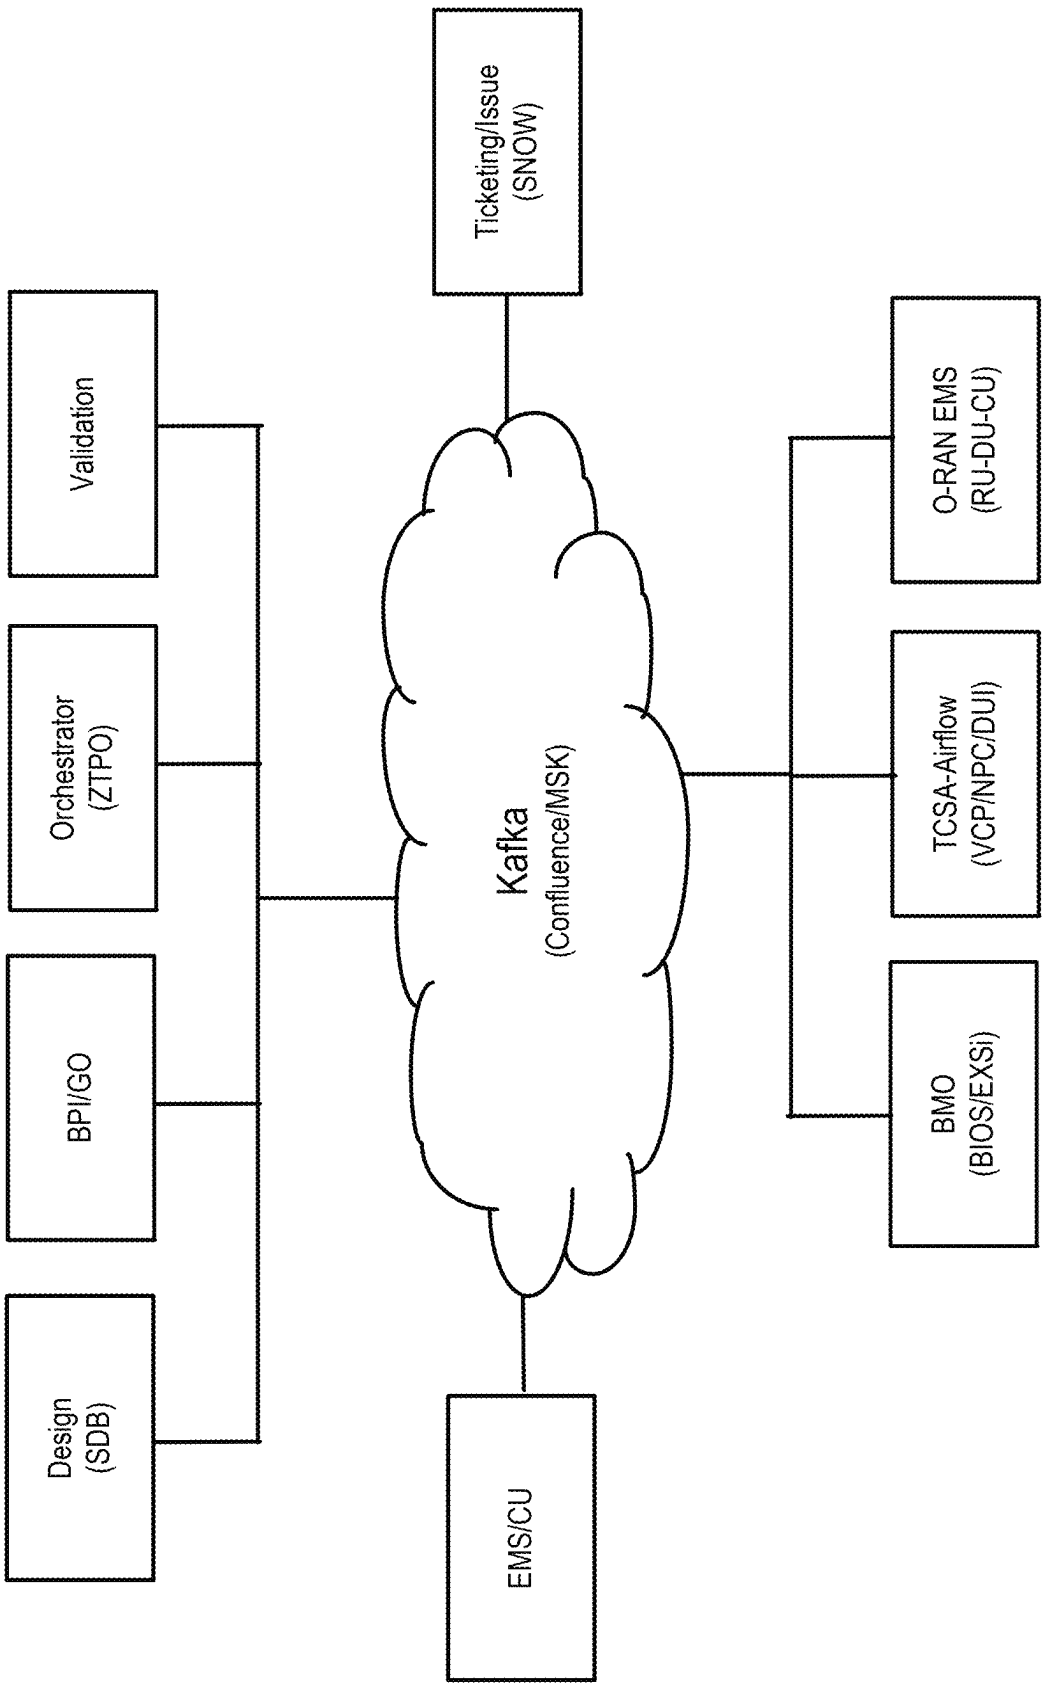 Design
(SDB)
BPI/GO
Orchestrator
(ZTPO)
Validation
EMS/CU
Kafka
(Confluence/MSK)
Ticketing/Issue
(SNOW)
BMO
(BIOS/EXSi)
TCSA-Airflow
(VCP/NPC/DUI)
O-RAN EMS
(RU-DU-CU)